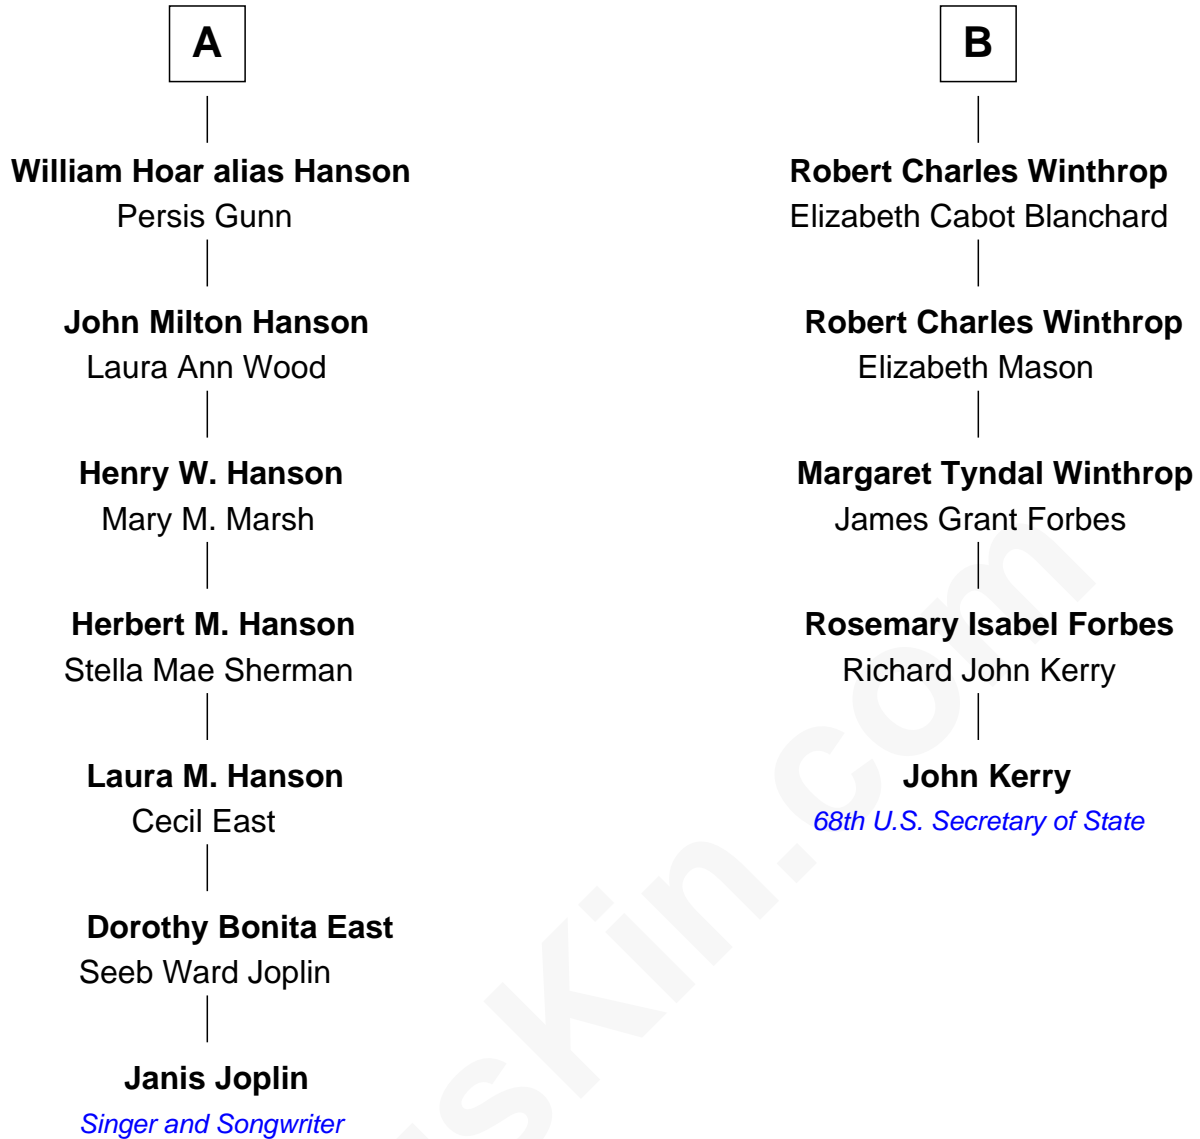 A
William Hoar alias Hanson
Persis Gunn
John Milton Hanson
Laura Ann Wood
Henry W. Hanson
Mary M. Marsh
Herbert M. Hanson
Stella Mae Sherman
Laura M. Hanson
Cecil East
Dorothy Bonita East
Seeb Ward Joplin
Janis Joplin
Singer and Songwriter
B
Robert Charles Winthrop
Elizabeth Cabot Blanchard
Robert Charles Winthrop
Elizabeth Mason
Margaret Tyndal Winthrop
James Grant Forbes
Rosemary Isabel Forbes
Richard John Kerry
John Kerry
68th U.S. Secretary of State